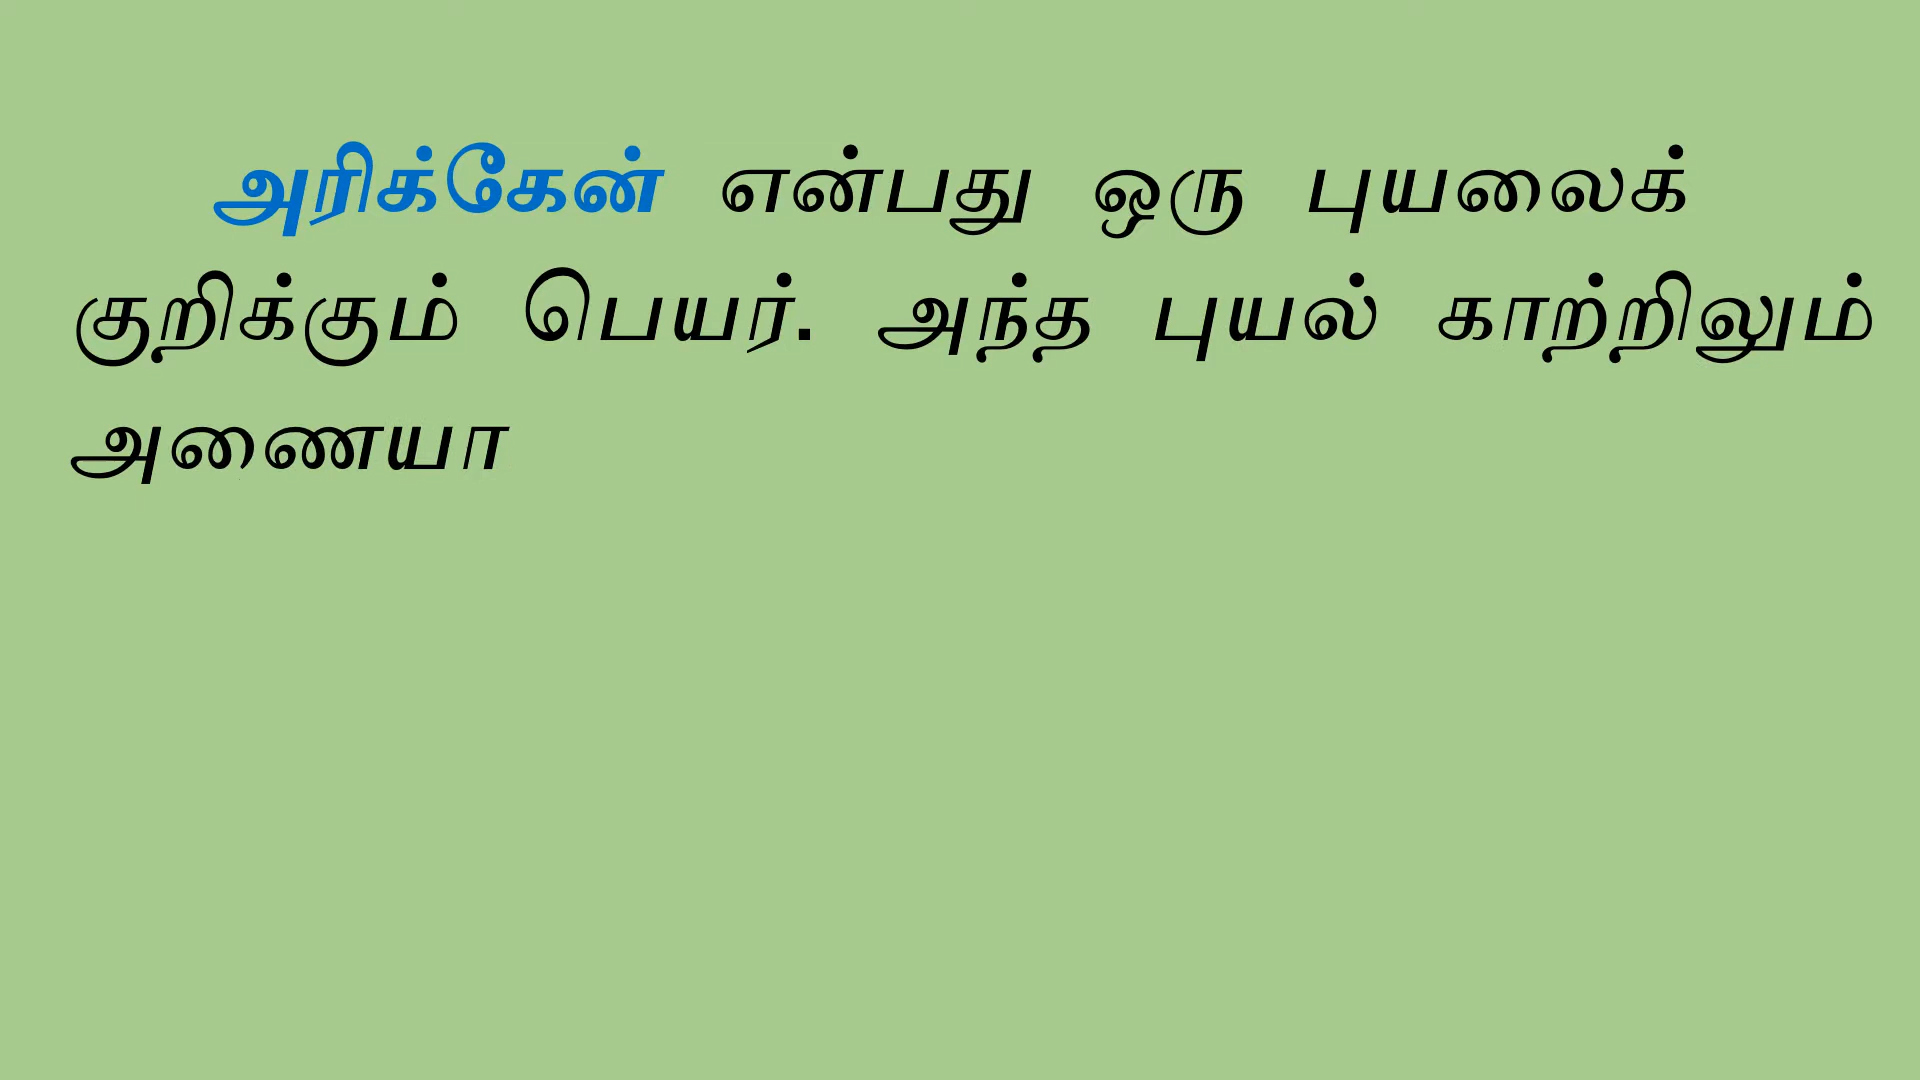 அரிக்கேன் என்பது ஒரு புயலைக்
குறிக்கும் பெயர். அந்த புயல் காற்றிலும்
அணையா